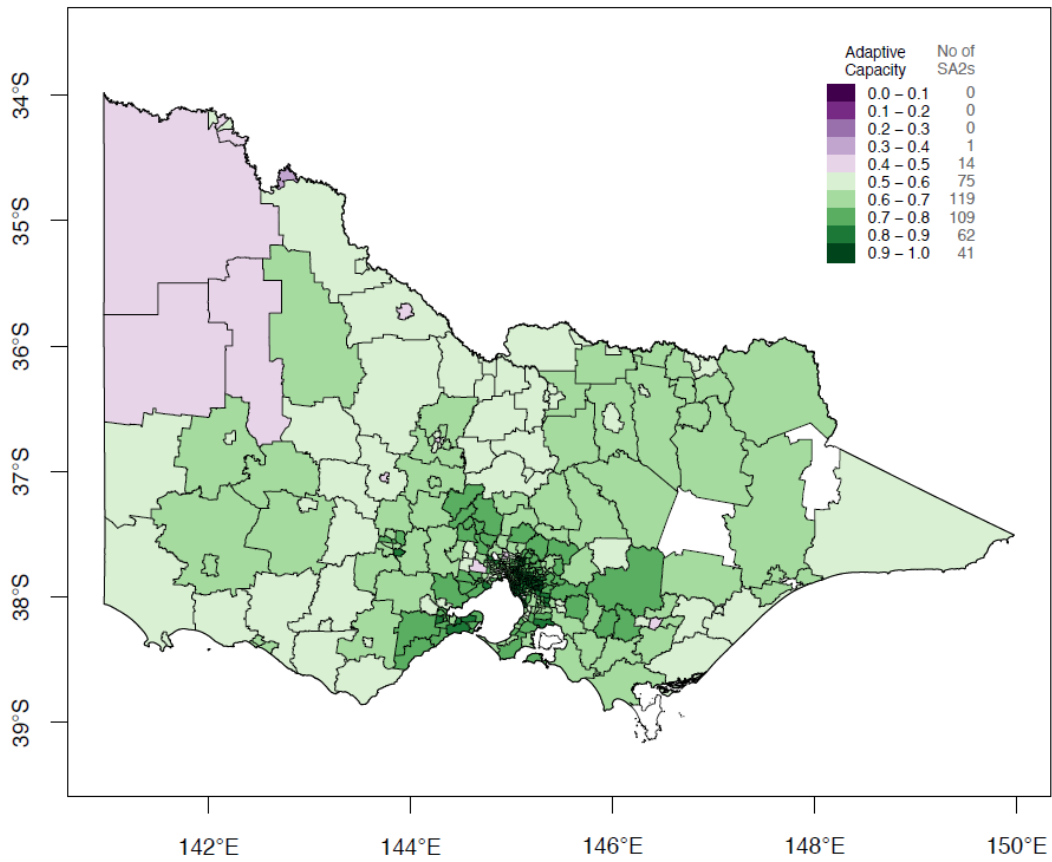 Adaptive No of
Capacity SA2s
0.0 – 0.1 0
0.1 – 0.2 0
0.2 – 0.3 0
0.3 – 0.4 1
0.4 – 0.5 14
0.5 – 0.6 75
0.6 – 0.7 119
0.7 – 0.8 109
0.8 – 0.9 62
0.9 – 1.0 41
34°S
35°S
36°S
37°S
38°S
39°S
142°E 144°E 146°E 148°E 150°E